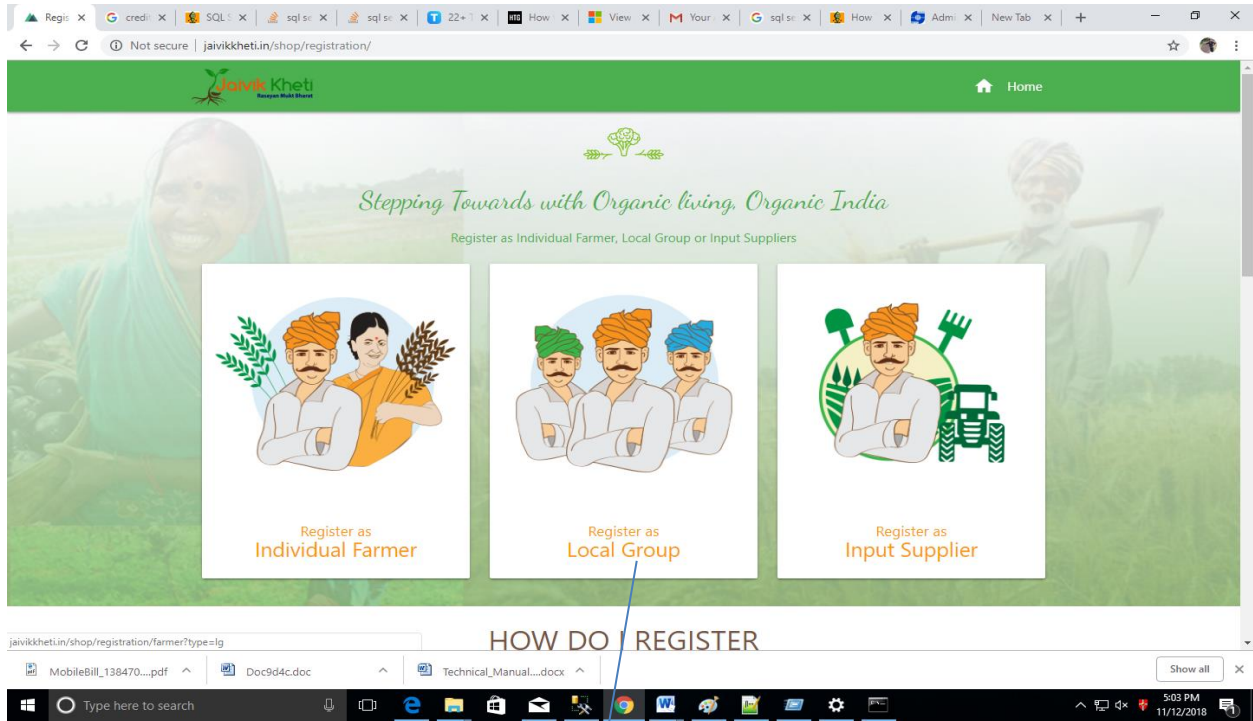 Regis
G credi
SQL S
sql se
sql se
22+ T
HTG How
View
M Your
G sql se
How
Admi
New Tab
Not secure | jaivikkheti.in/shop/registration/
Jaivik Kheti
Rasayan Mukt Bharat
Home
Stepping Towards with Organic living, Organic India
Register as Individual Farmer, Local Group or Input Suppliers
Register as
Individual Farmer
Register as
Local Group
Register as
Input Supplier
HOW DO I REGISTER
jaivikkheti.in/shop/registration/farmer?type=lg
MobileBill_138470....pdf
Doc9d4c.doc
Technical_Manual....docx
Show all
Type here to search
5:03 PM
11/12/2018